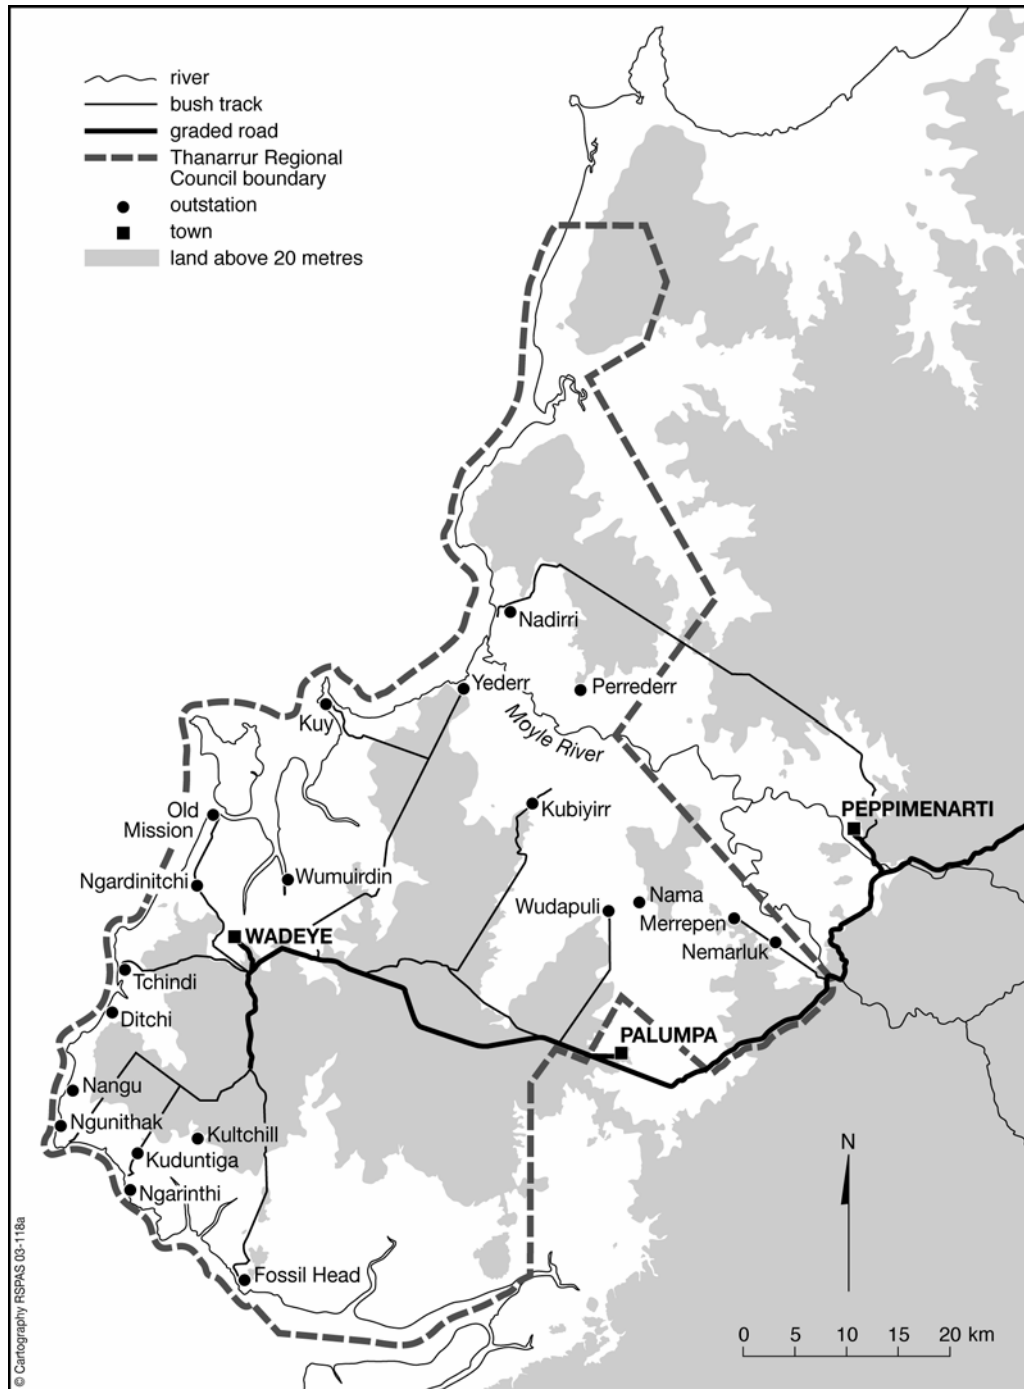 river
bush track
graded road
Thanarrur Regional
Council boundary
outstation
town
land above 20 metres
Nadirri
Yederr
Perrederr
Kuy
Moyle River
Old
Mission
Kubiyirr
PEPPIMENARTI
Ngardinitchi
Wumuirdin
Nama
Wudapuli
Merrepen
WADEYE
Nemarluk
Tchindi
Ditchi
PALUMPA
Nangu
Ngunithak
Kultchill
Kuduntiga
Ngarinthi
N
Fossil Head
0 5 10 15 20 km
© Cartography RSPAS 03-118a